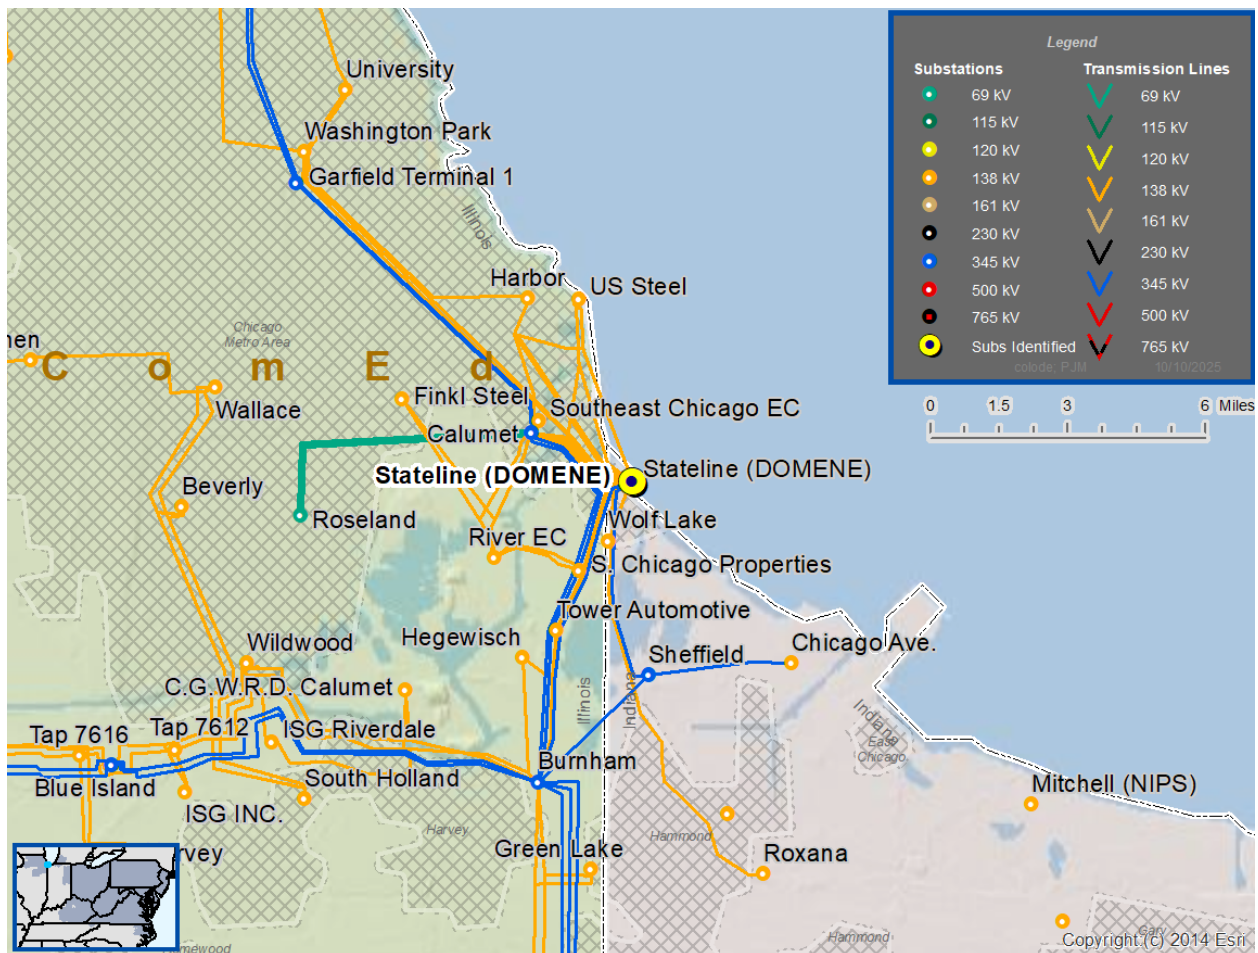 University
Washington Park
Garfield Terminal 1
Illinois
Harbor
US Steel
Chicago
Metro Area
ComEd
Wallace
Finkl Steel
Southeast Chicago EC
Calumet
Stateline (DOMENE)
Stateline (DOMENE)
Beverly
Roseland
Wolf Lake
River EC
S. Chicago Properties
Tower Automotive
Hegewisch
Wildwood
Sheffield
Chicago Ave.
C.G.W.R.D. Calumet
Illinois
Indiana
Indiana
Tap 7616
Tap 7612
ISG Riverdale
East
Chicago
Burnham
Blue Island
South Holland
Mitchell (NIPS)
ISG INC.
Harvey
Hammond
Green Lake
Roxana
Hammond
Gary
Copyright:(c) 2014 Esri
Legend
Substations
Transmission Lines
69 kV
69 kV
115 kV
115 kV
120 kV
120 kV
138 kV
138 kV
161 kV
161 kV
230 kV
230 kV
345 kV
345 kV
500 kV
500 kV
765 kV
765 kV
Subs Identified
colode, PJM
10/10/2025
0 1.5 3 6 Miles